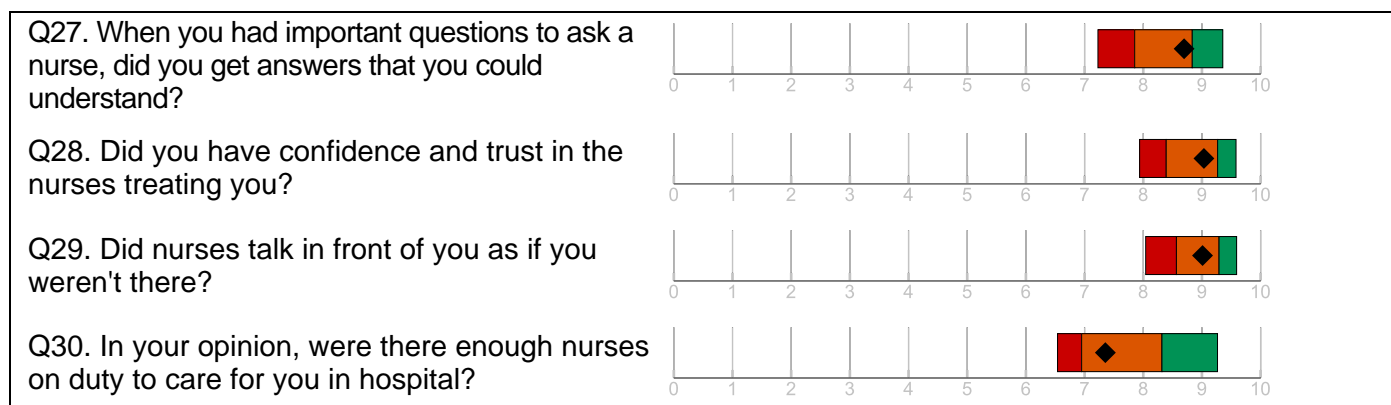 Q27. When you had important questions to ask a
nurse, did you get answers that you could
understand?
0 1 2 3 4 5 6 7 8 9 10
Q28. Did you have confidence and trust in the
nurses treating you?
0 1 2 3 4 5 6 7 8 9 10
Q29. Did nurses talk in front of you as if you
weren't there?
0 1 2 3 4 5 6 7 8 9 10
Q30. In your opinion, were there enough nurses
on duty to care for you in hospital?
0 1 2 3 4 5 6 7 8 9 10